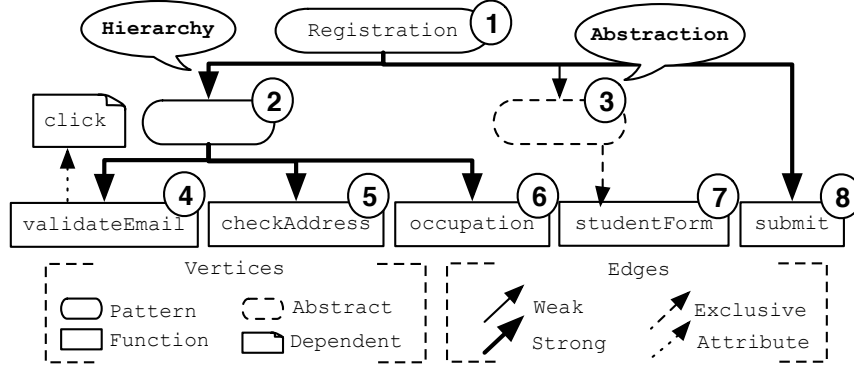 Hierarchy
Registration
1
Abstraction
2
3
click
4
5
6
7
8
validateEmail
checkAddress
occupation
studentForm
submit
Vertices
Edges
Pattern
Abstract
Weak
Exclusive
Function
Dependent
Strong
Attribute